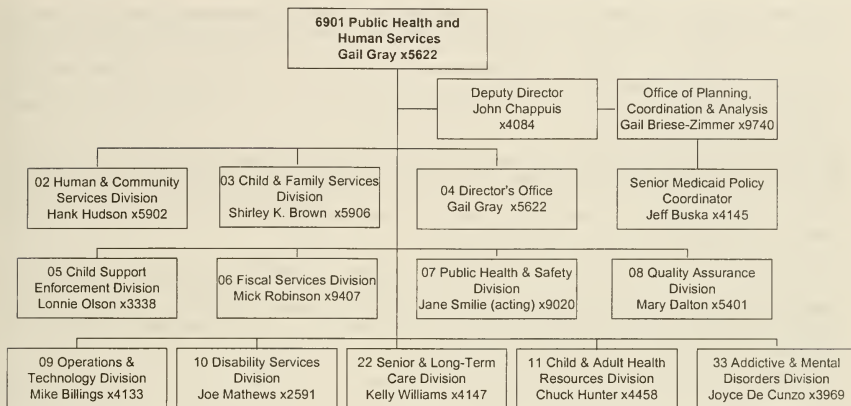 6901 Public Health and
Human Services
Gail Gray x5622
Deputy Director
John Chappuis
x4084
Office of Planning,
Coordination & Analysis
Gail Briese-Zimmer x9740
02 Human & Community
Services Division
Hank Hudson x5902
03 Child & Family Services
Division
Shirley K. Brown x5906
04 Director's Office
Gail Gray x5622
Senior Medicaid Policy
Coordinator
Jeff Buska x4145
05 Child Support
Enforcement Division
Lonnie Olson x3338
06 Fiscal Services Division
Mick Robinson x9407
07 Public Health & Safety
Division
Jane Smilie (acting) x9020
08 Quality Assurance
Division
Mary Dalton x5401
09 Operations &
Technology Division
Mike Billings x4133
10 Disability Services
Division
Joe Mathews x2591
22 Senior & Long-Term
Care Division
Kelly Williams x4147
11 Child & Adult Health
Resources Division
Chuck Hunter x4458
33 Addictive & Mental
Disorders Division
Joyce De Cunzo x3969